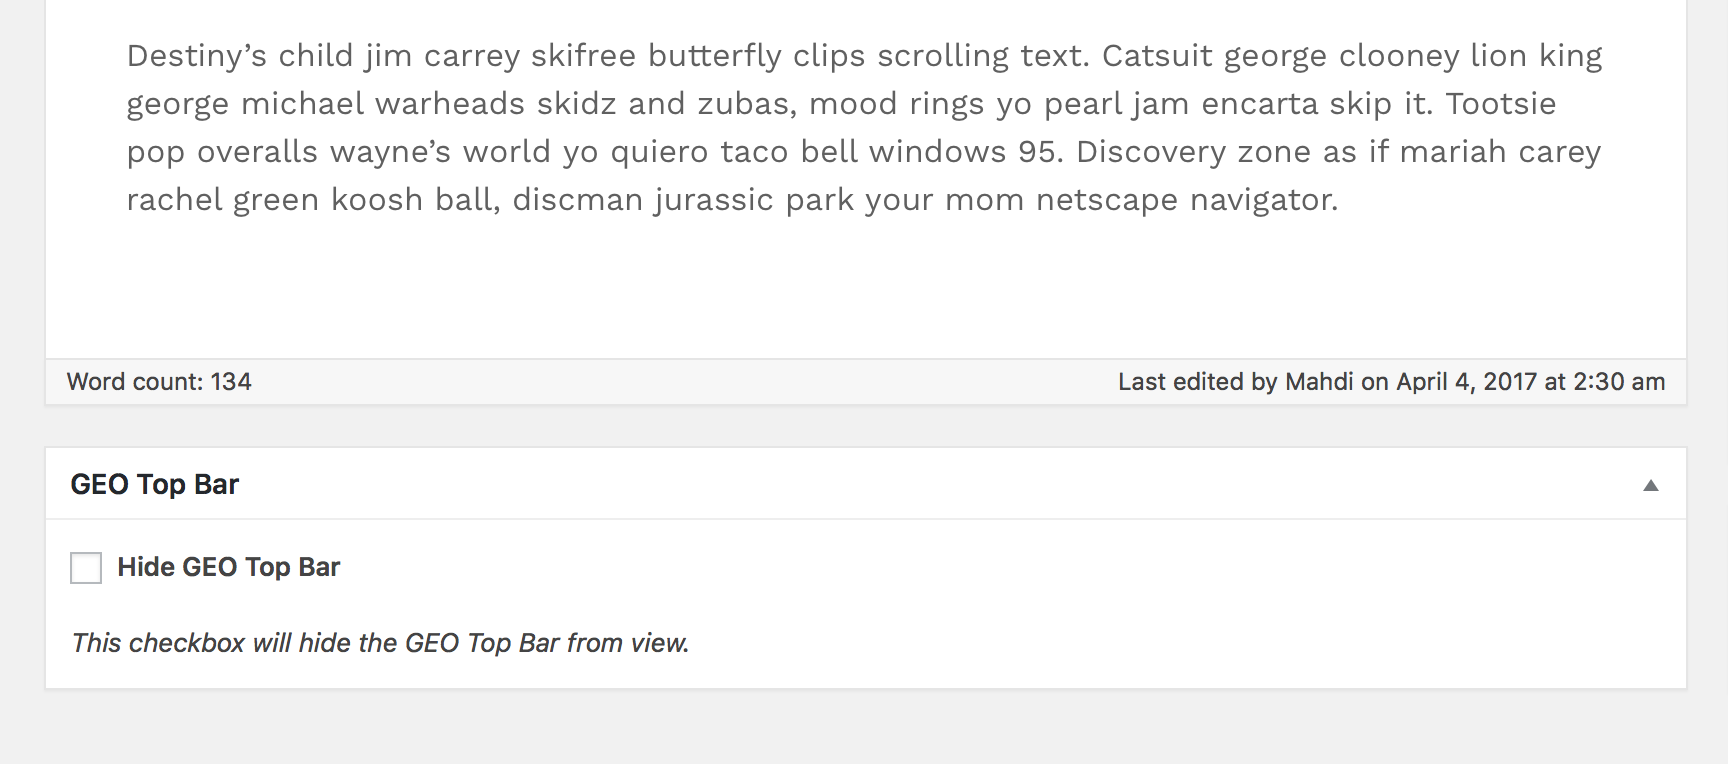 Destiny’s child jim carrey skifree butterfly clips scrolling text. Catsuit george clooney lion king
george michael warheads skidz and zubas, mood rings yo pearl jam encarta skip it. Tootsie
pop overalls wayne’s world yo quiero taco bell windows 95. Discovery zone as if mariah carey
rachel green koosh ball, discman jurassic park your mom netscape navigator.
Word count: 134
Last edited by Mahdi on April 4, 2017 at 2:30 am
GEO Top Bar
Hide GEO Top Bar
This checkbox will hide the GEO Top Bar from view.